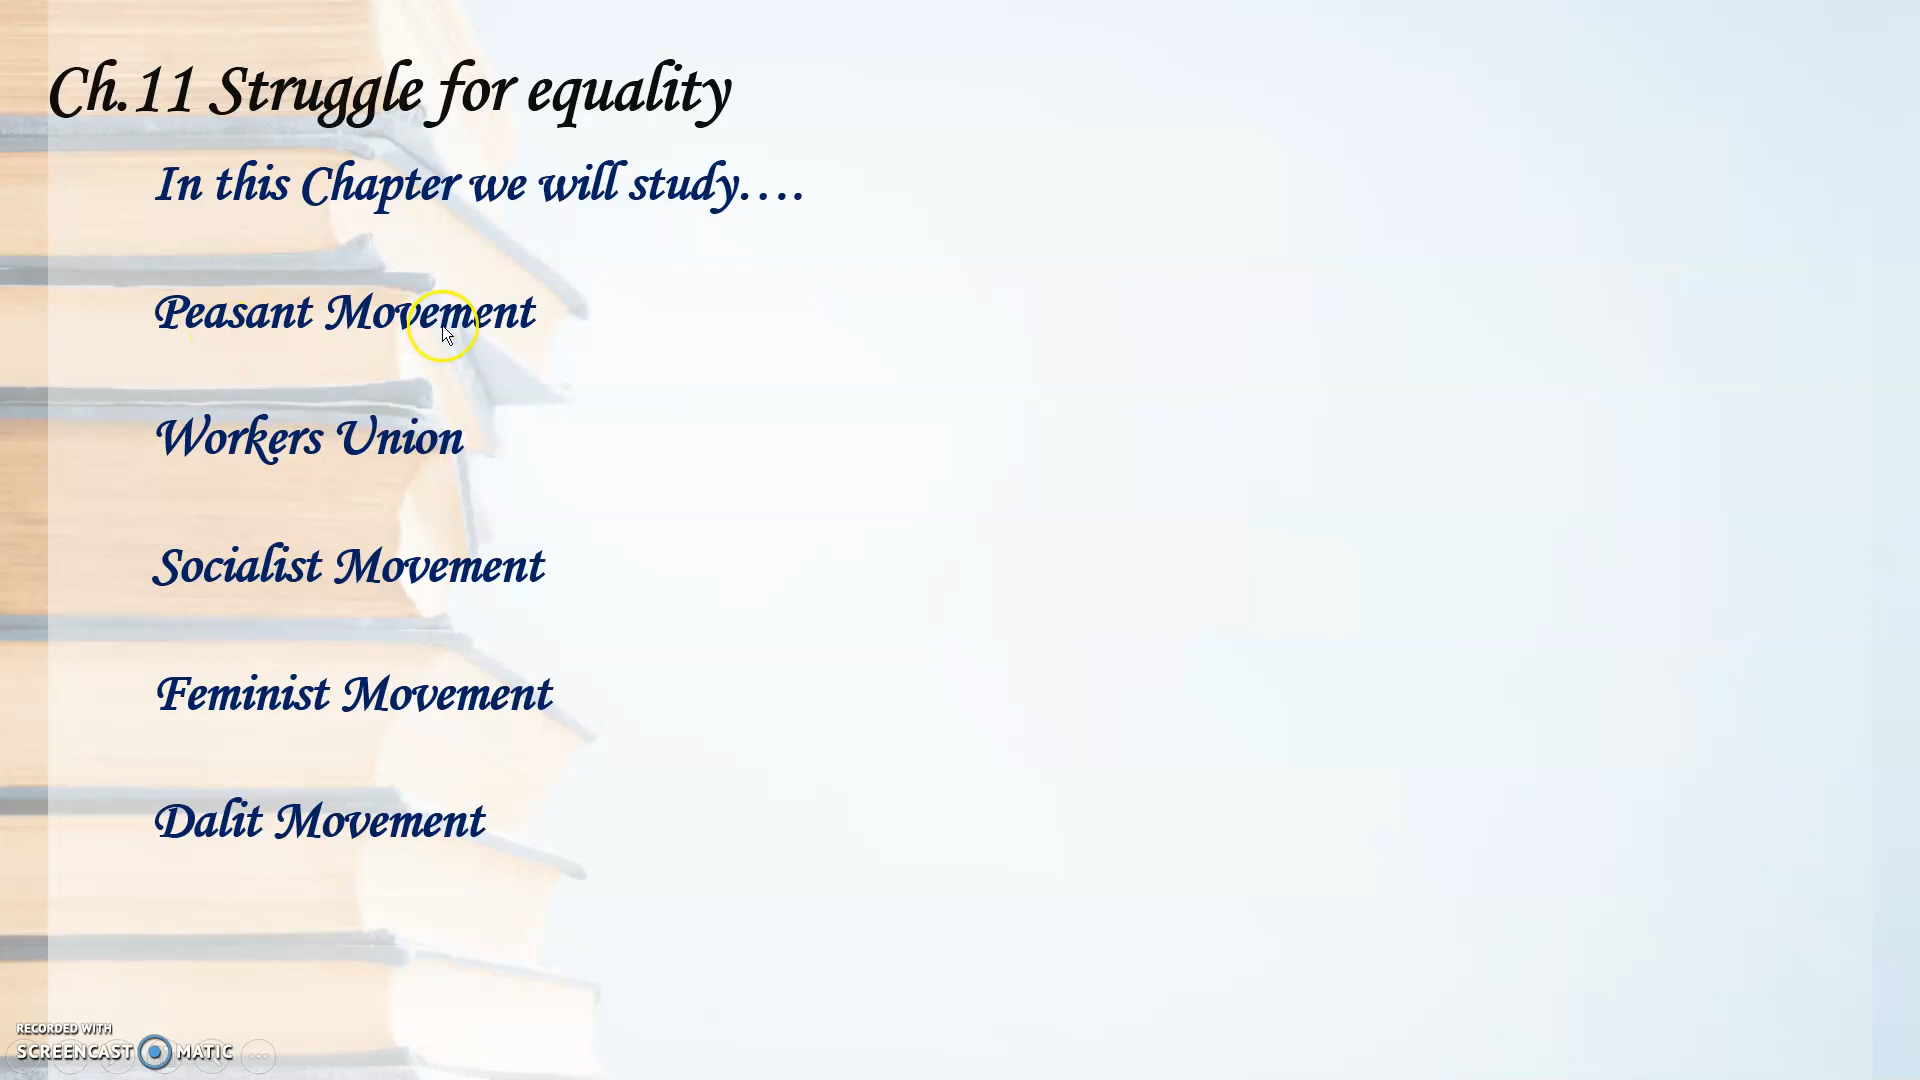 Ch.11 Struggle for equality
In this Chapter we will study....
Peasant Movement
Workers Union
Socialist Movement
Feminist Movement
Dalit Movement
RECORDED WITH
SCREENCAST MATIC